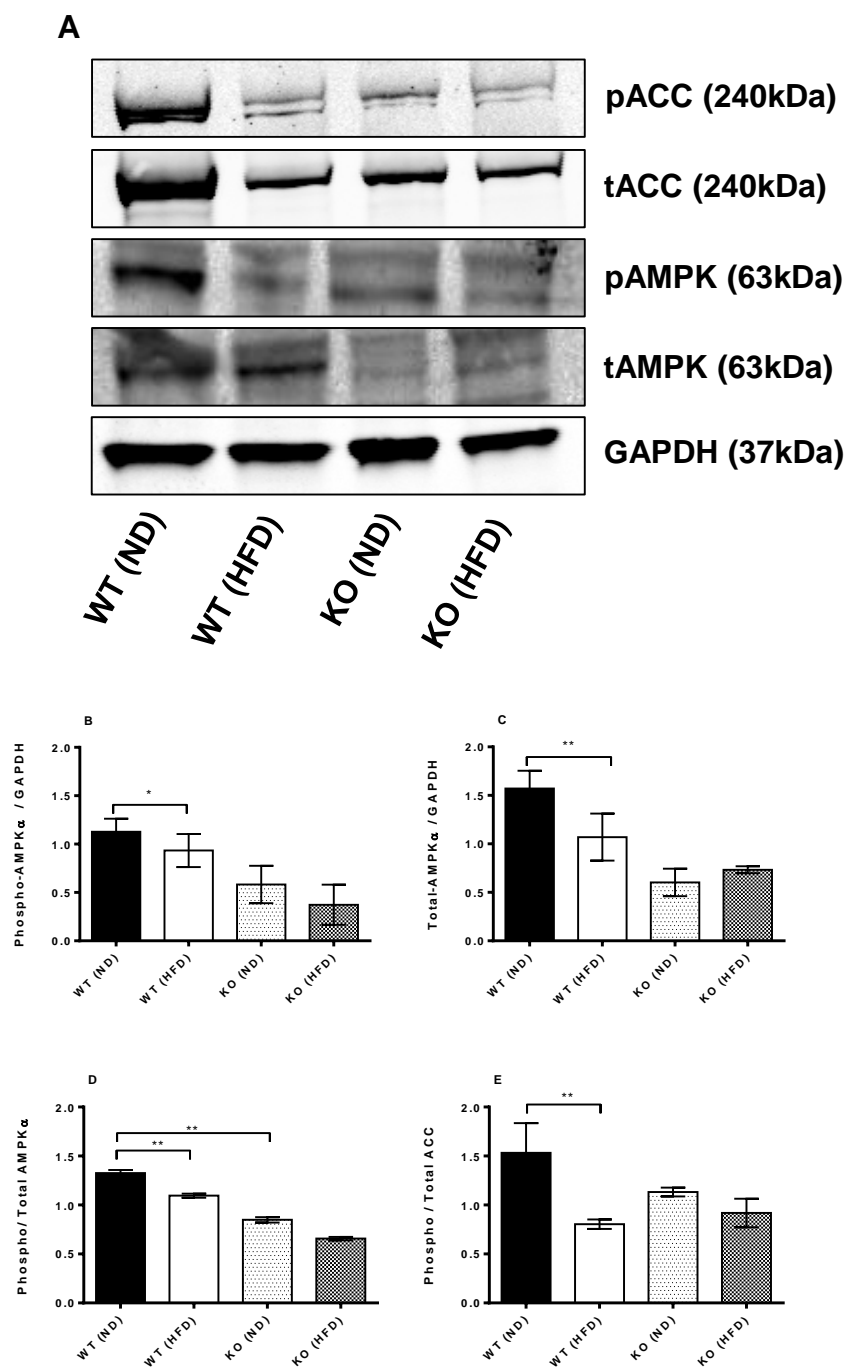 A
pACC (240kDa)
tACC (240kDa)
pAMPK (63kDa)
tAMPK (63kDa)
GAPDH (37kDa)
WT (ND)
WT (HFD)
KO (ND)
KO (HFD)
B
Phospho-AMPKα / GAPDH
2.0
1.5
1.0
0.5
0.0
*
WT (ND)
WT (HFD)
KO (ND)
KO (HFD)
C
Total-AMPKα / GAPDH
2.0
1.5
1.0
0.5
0.0
**
WT (ND)
WT (HFD)
KO (ND)
KO (HFD)
D
Phospho/ Total AMPKα
2.0
1.5
1.0
0.5
0.0
**
**
WT (ND)
WT (HFD)
KO (ND)
KO (HFD)
E
Phospho / Total ACC
2.0
1.5
1.0
0.5
0.0
**
WT (ND)
WT (HFD)
KO (ND)
KO (HFD)